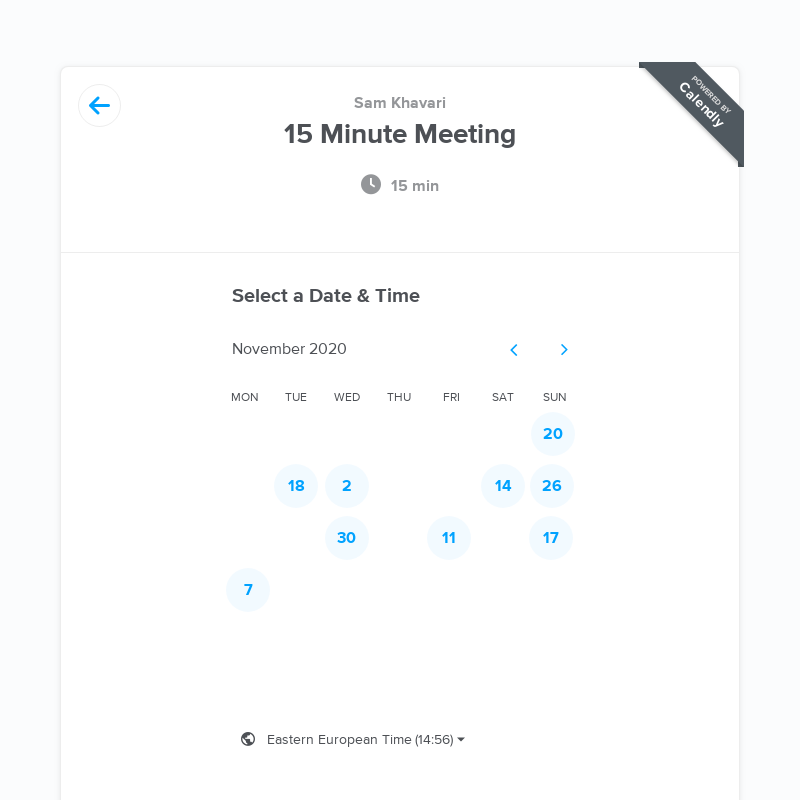 Sam Khavari
15 Minute Meeting
15 min
POWERED BY
Calendly
Select a Date & Time
November 2020
MON TUE WED THU FRI SAT SUN
20
18 2 14 26
30 11 17
7
Eastern European Time (14:56)